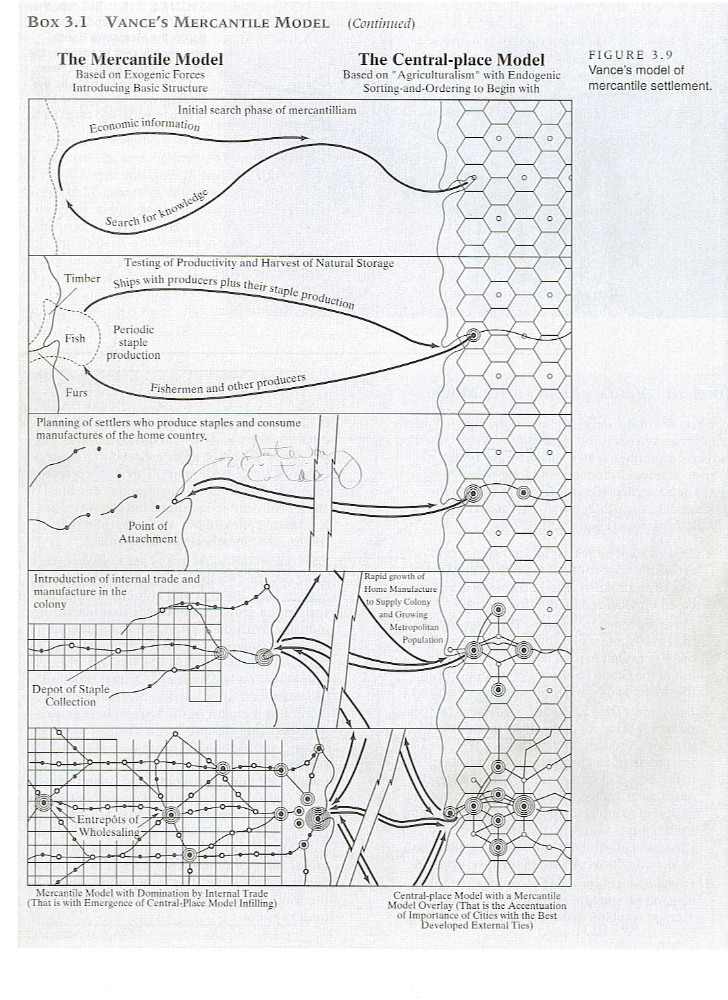 BOX 3.1 VANCE'S MERCANTILE MODEL (Continued)
The Mercantile Model
Based on Exogenic Forces
Introducing Basic Structure
The Central-place Model
Based on "Agriculturalism" with Endogenic
Sorting-and-Ordering to Begin with
FIGURE 3.9
Vance's model of
mercantile settlement.
Initial search phase of mercantilliam
Economic information
Search for knowledge
Testing of Productivity and Harvest of Natural Storage
Timber
Ships with producers plus their staple production
Fish
Periodic
staple
production
Furs
Fishermen and other producers
Planning of settlers who produce staples and consume
manufactures of the home country.
Gateway
Cities
Point of
Attachment
Introduction of internal trade and
manufacture in the
colony
Rapid growth of
Home Manufacture
to Supply Colony
and Growing
Metropolitan
Population
Depot of Staple
Collection
Entrepôts of
Wholesaling
Mercantile Model with Domination by Internal Trade
(That is with Emergence of Central-Place Model Infilling)
Central-place Model with a Mercantile
Model Overlay (That is the Accentuation
of Importance of Cities with the Best
Developed External Ties)